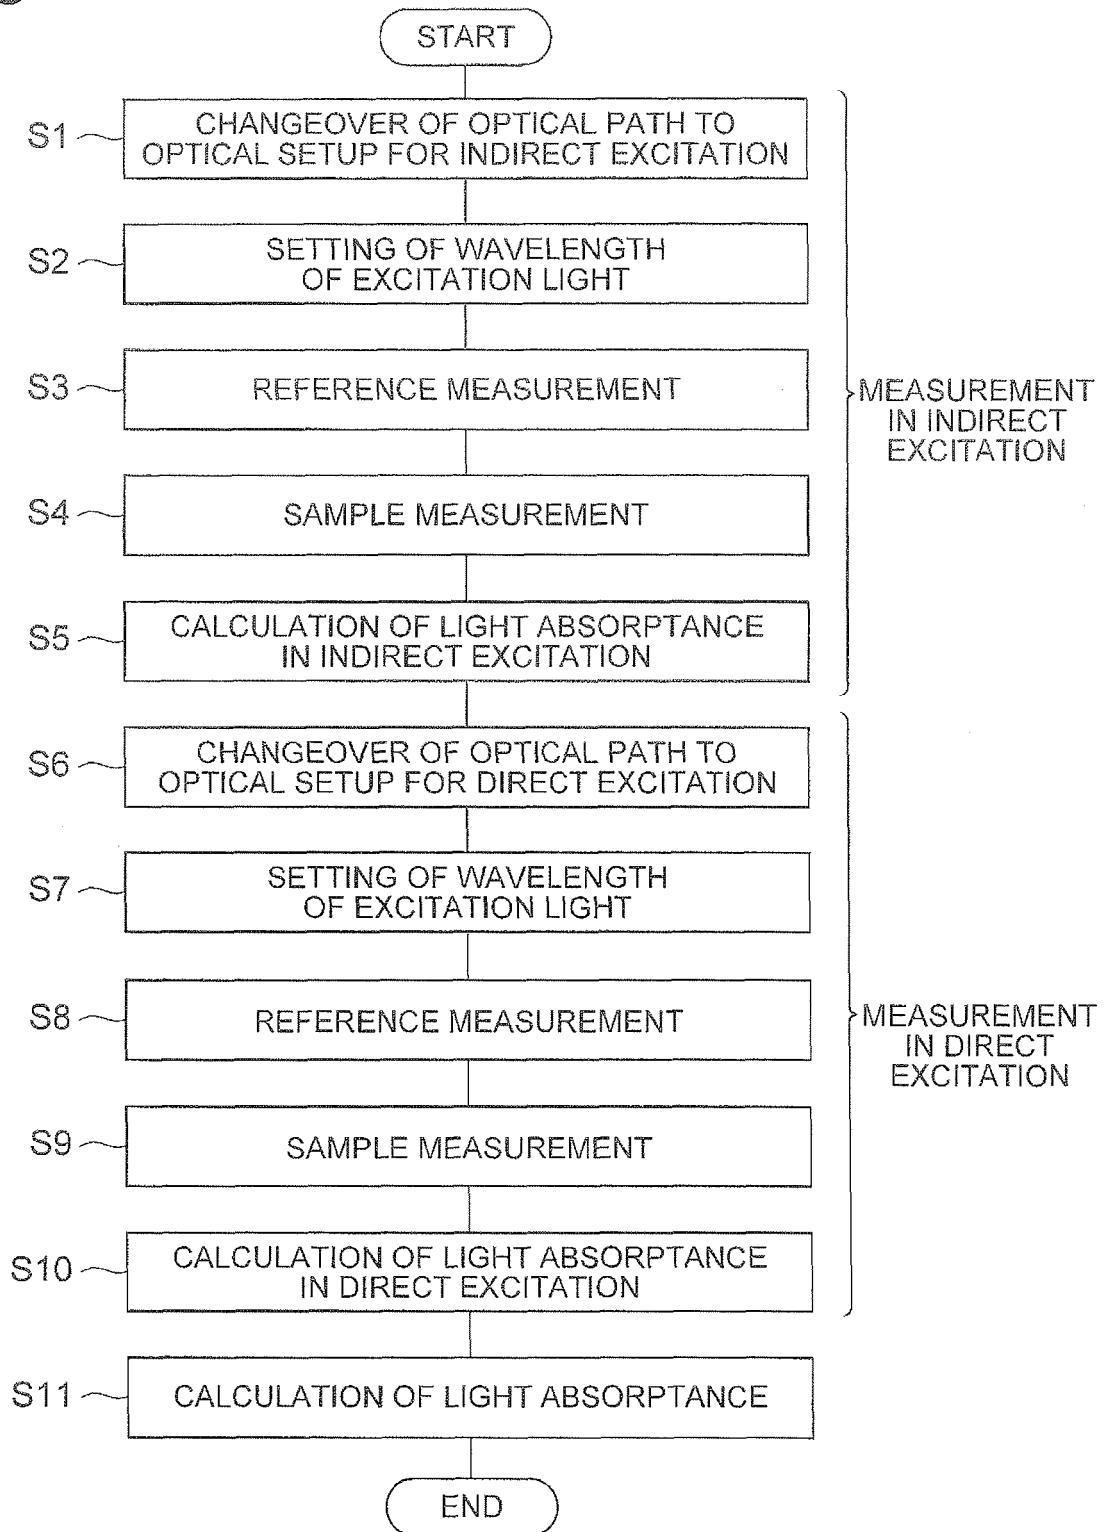 START
S1
CHANGEOVER OF OPTICAL PATH TO
OPTICAL SETUP FOR INDIRECT EXCITATION
S2
SETTING OF WAVELENGTH
OF EXCITATION LIGHT
S3
REFERENCE MEASUREMENT
MEASUREMENT
IN INDIRECT
EXCITATION
S4
SAMPLE MEASUREMENT
S5
CALCULATION OF LIGHT ABSORPTANCE
IN INDIRECT EXCITATION
S6
CHANGEOVER OF OPTICAL PATH TO
OPTICAL SETUP FOR DIRECT EXCITATION
S7
SETTING OF WAVELENGTH
OF EXCITATION LIGHT
S8
REFERENCE MEASUREMENT
MEASUREMENT
IN DIRECT
EXCITATION
S9
SAMPLE MEASUREMENT
S10
CALCULATION OF LIGHT ABSORPTANCE
IN DIRECT EXCITATION
S11
CALCULATION OF LIGHT ABSORPTANCE
END